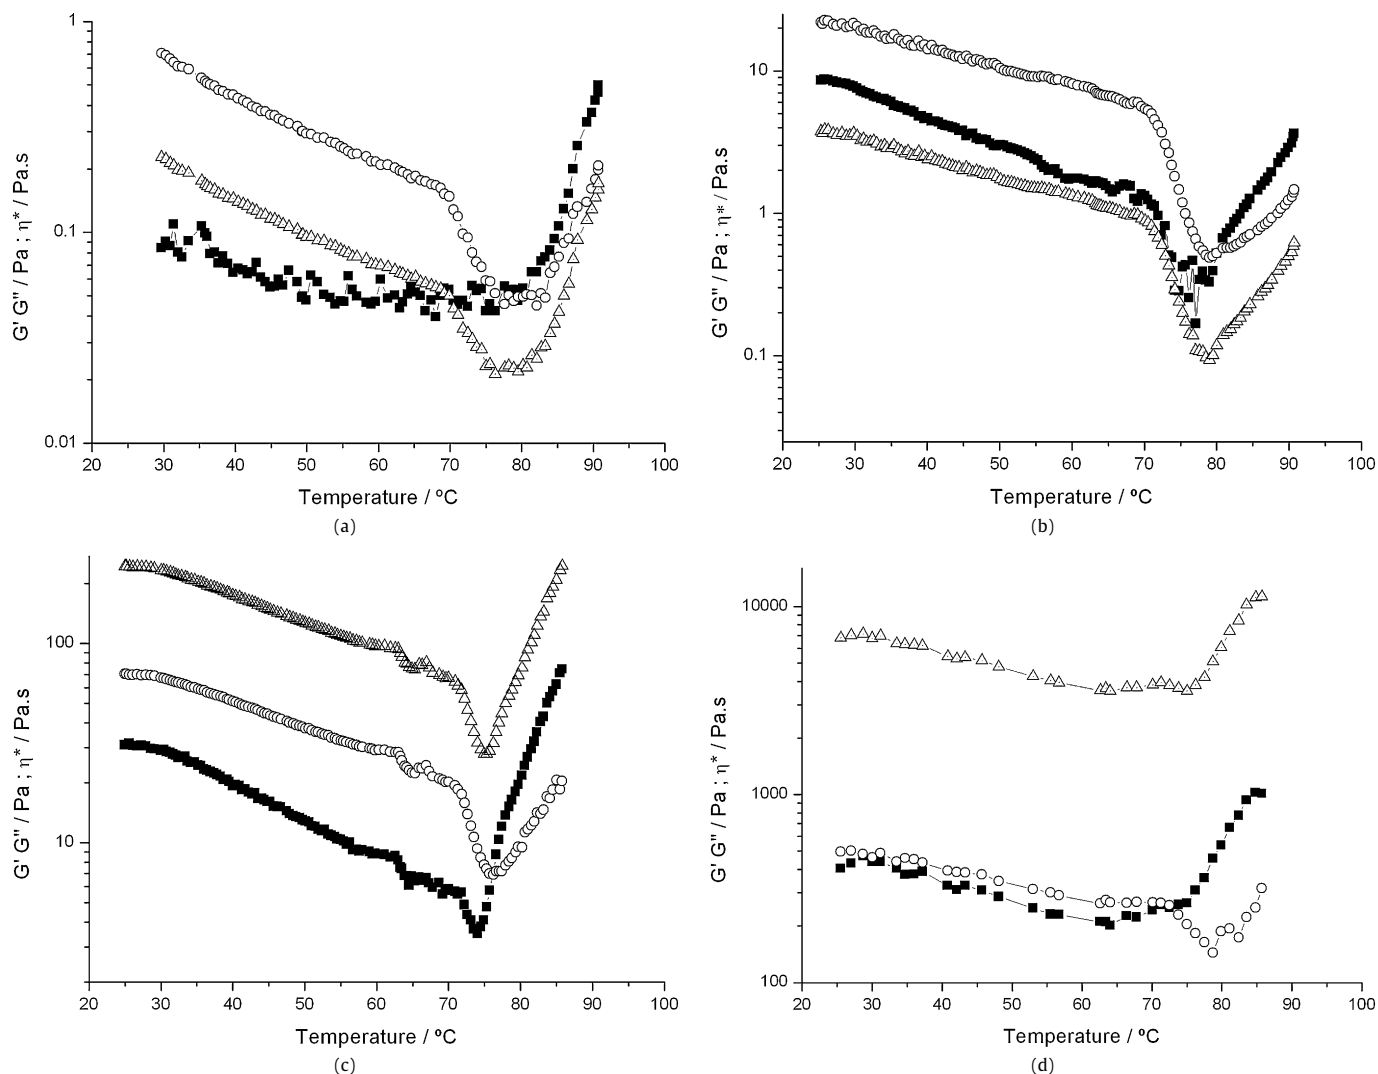 1
0.1
0.01
G' G'' / Pa ; η* / Pa.s
20 30 40 50 60 70 80 90 100
Temperature / ºC
(a)
10
1
0.1
G' G'' / Pa ; η* / Pa.s
20 30 40 50 60 70 80 90 100
Temperature / ºC
(b)
100
10
G' G'' / Pa ; η* / Pa.s
20 30 40 50 60 70 80 90 100
Temperature / ºC
(c)
10000
1000
100
G' G'' / Pa ; η* / Pa.s
20 30 40 50 60 70 80 90 100
Temperature / ºC
(d)